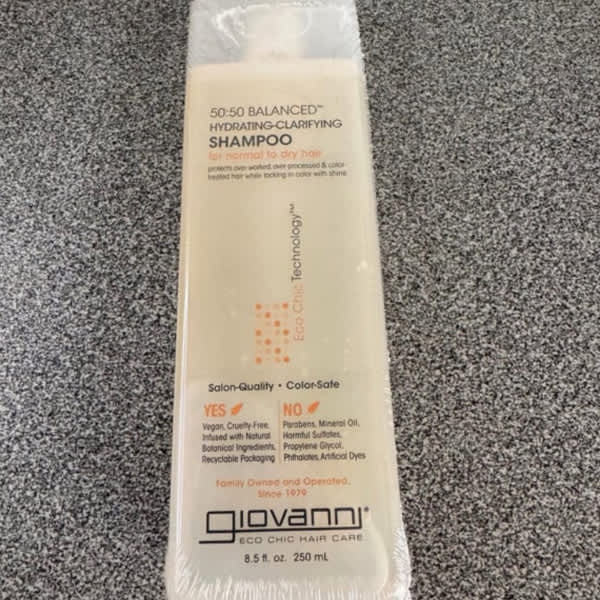 50:50 BALANCED™
HYDRATING-CLARIFYING
SHAMPOO
for normal to dry hair
protects over-worked, over-processed & color-
treated hair while locking in color with shine
Eco Chic Technology™
Salon-Quality • Color-Safe
YES
Vegan, Cruelty-Free,
Infused with Natural
Botanical Ingredients,
Recyclable Packaging
NO
Parabens, Mineral Oil,
Harmful Sulfates,
Propylene Glycol,
Phthalates, Artificial Dyes
Family Owned and Operated,
Since 1979
giovanni®
ECO CHIC HAIR CARE
8.5 fl. oz. 250 mL